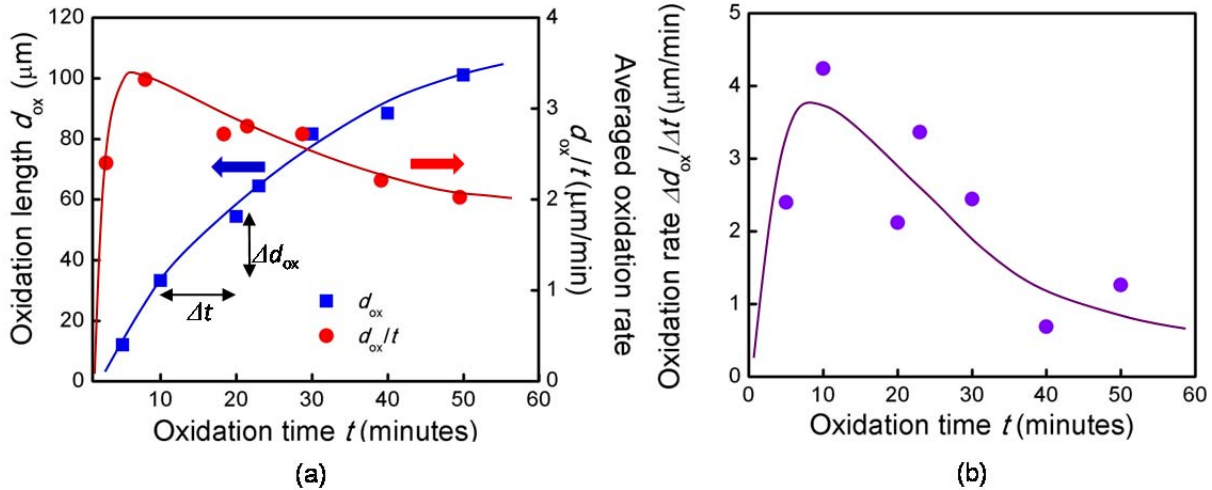 120
100
80
60
40
20
0
10
20
30
40
50
60
4
3
2
1
0
Oxidation length dox (μm)
Oxidation time t (minutes)
Δdox
Δt
dox
dox/t
Averaged oxidation rate
dox/t (μm/min)
(a)
5
4
3
2
1
0
0
10
20
30
40
50
60
Oxidation rate Δdox/Δt (μm/min)
Oxidation time t (minutes)
(b)